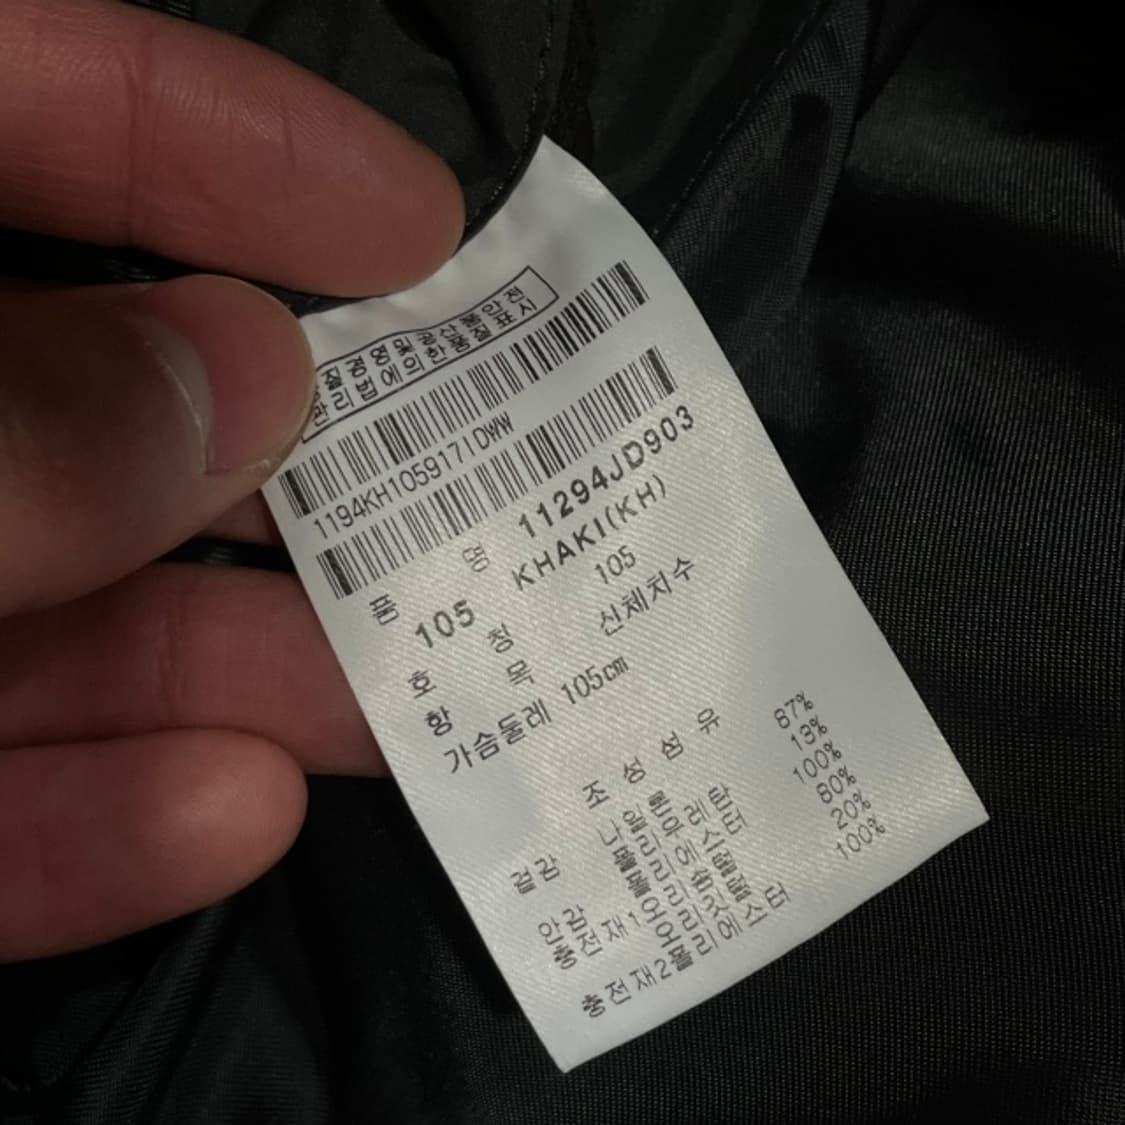 품질경영및공산품안전
관리법에의한품질표시
1194KH1059171DWW
품 명 11294JD903
105 KHAKI(KH)
호 칭 105
항 목 신체치수
가슴둘레 105cm
조 성 섬 유
겉감 나일론 87%
폴리우레탄 13%
안감 폴리에스터 100%
충전재1 오리솜털 80%
오리깃털 20%
충전재2 폴리에스터 100%